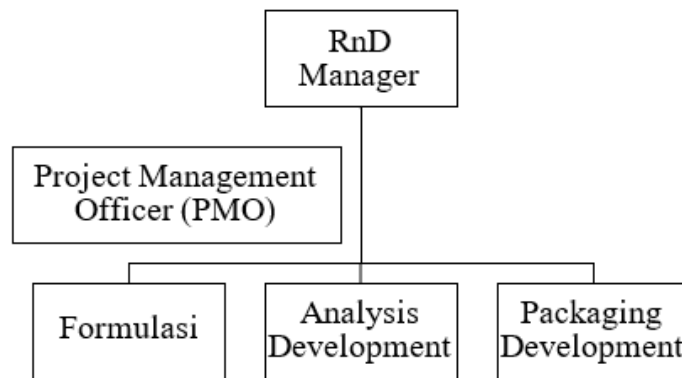 RnD
Manager
Project Management
Officer (PMO)
Formulasi
Analysis
Development
Packaging
Development